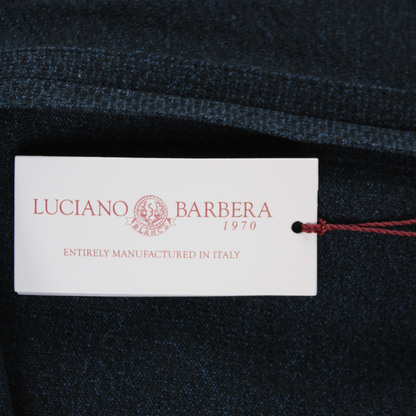 LUCIANO BARBERA
1970
ENTIRELY MANUFACTURED IN ITALY